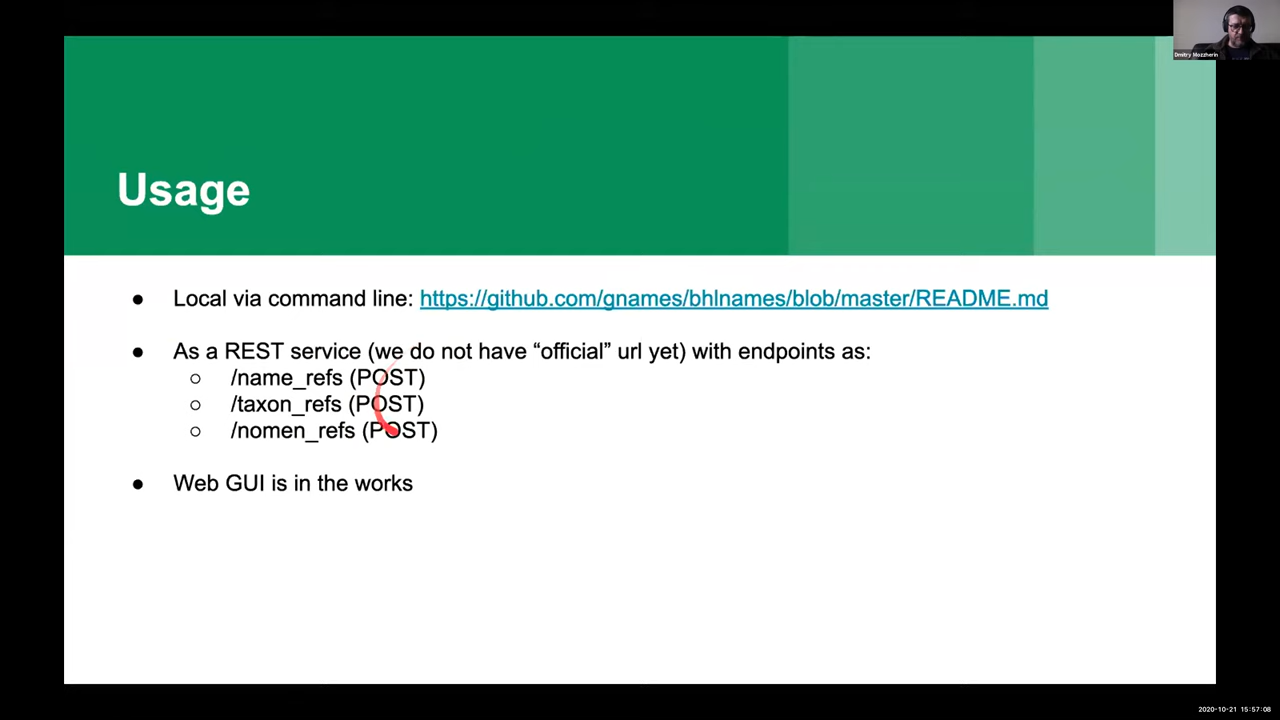 Dmitry Mozzherin
Usage
● Local via command line: https://github.com/gnames/bhlnames/blob/master/README.md
● As a REST service (we do not have “official” url yet) with endpoints as:
○ /name_refs (POST)
○ /taxon_refs (POST)
○ /nomen_refs (POST)
● Web GUI is in the works
2020-10-21 15:57:08